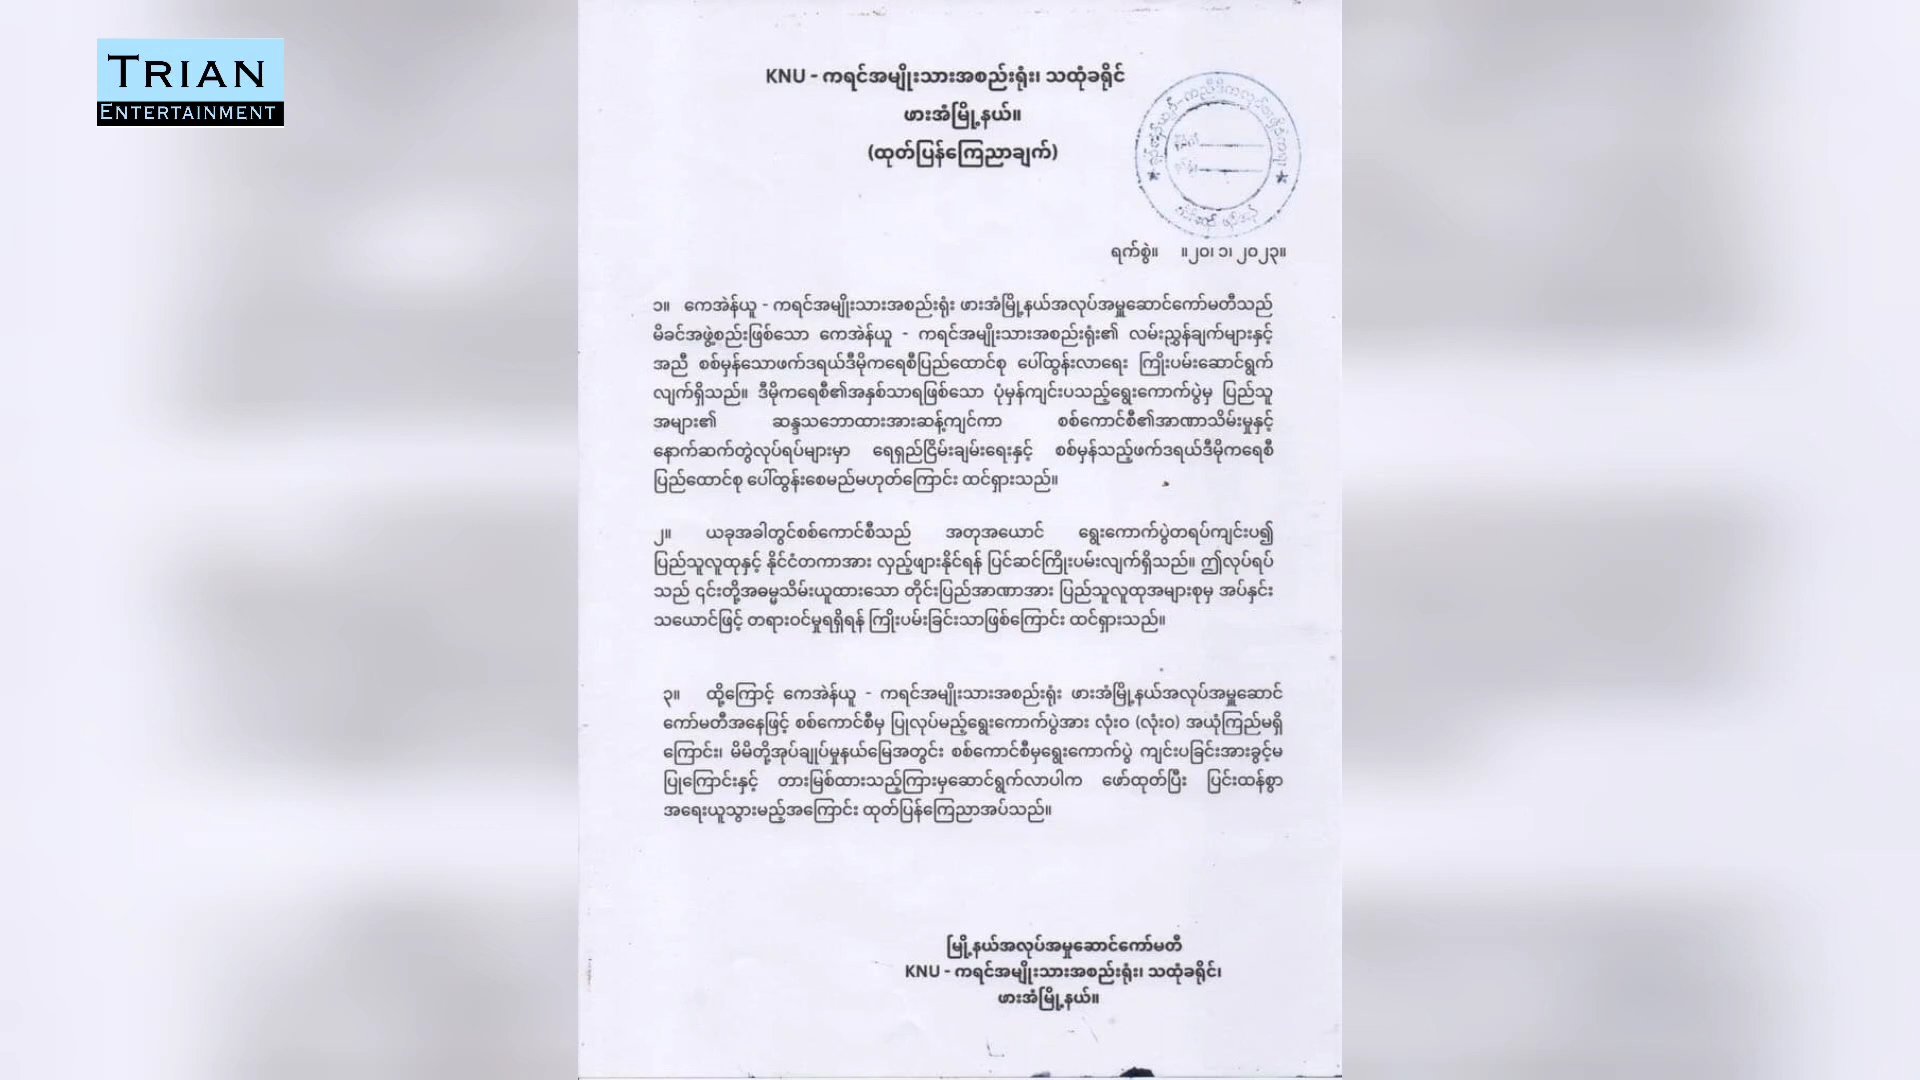 TRIAN
ENTERTAINMENT
KNU - ကရင်အမျိုးသားအစည်းရုံး၊ သထုံခရိုင်
ဖားအံမြို့နယ်။
(ထုတ်ပြန်ကြေညာချက်)
ရက်စွဲ။ ။၂၀၊ ၁၊ ၂၀၂၃။
၁။ ကေအဲန်ယူ - ကရင်အမျိုးသားအစည်းရုံး ဖားအံမြို့နယ်အလုပ်အမှုဆောင်ကော်မတီသည်
မိခင်အဖွဲ့စည်းဖြစ်သော ကေအဲန်ယူ - ကရင်အမျိုးသားအစည်းရုံး၏ လမ်းညွှန်ချက်များနှင့်
အညီ စစ်မှန်သောဖက်ဒရယ်ဒီမိုကရေစီပြည်ထောင်စု ပေါ်ထွန်းလာရေး ကြိုးပမ်းဆောင်ရွက်
လျက်ရှိသည်။ ဒီမိုကရေစီ၏အနှစ်သာရဖြစ်သော ပုံမှန်ကျင်းပသည့်ရွေးကောက်ပွဲမှ ပြည်သူ
အများ၏ ဆန္ဒသဘောထားအားဆန့်ကျင်ကာ စစ်ကောင်စီ၏အာဏာသိမ်းမှုနှင့်
နောက်ဆက်တွဲလုပ်ရပ်များမှာ ရေရှည်ငြိမ်းချမ်းရေးနှင့် စစ်မှန်သည့်ဖက်ဒရယ်ဒီမိုကရေစီ
ပြည်ထောင်စု ပေါ်ထွန်းစေမည်မဟုတ်ကြောင်း ထင်ရှားသည်။
၂။ ယခုအခါတွင်စစ်ကောင်စီသည် အတုအယောင် ရွေးကောက်ပွဲတရပ်ကျင်းပ၍
ပြည်သူလူထုနှင့် နိုင်ငံတကာအား လှည့်ဖျားနိုင်ရန် ပြင်ဆင်ကြိုးပမ်းလျက်ရှိသည်။ ဤလုပ်ရပ်
သည် ၎င်းတို့အဓမ္မသိမ်းယူထားသော တိုင်းပြည်အာဏာအား ပြည်သူလူထုအများစုမှ အပ်နှင်း
သယောင်ဖြင့် တရားဝင်မှုရရှိရန် ကြိုးပမ်းခြင်းသာဖြစ်ကြောင်း ထင်ရှားသည်။
၃။ ထို့ကြောင့် ကေအဲန်ယူ - ကရင်အမျိုးသားအစည်းရုံး ဖားအံမြို့နယ်အလုပ်အမှုဆောင်
ကော်မတီအနေဖြင့် စစ်ကောင်စီမှ ပြုလုပ်မည့်ရွေးကောက်ပွဲအား လုံးဝ (လုံးဝ) အယုံကြည်မရှိ
ကြောင်း၊ မိမိတို့အုပ်ချုပ်မှုနယ်မြေအတွင်း စစ်ကောင်စီမှရွေးကောက်ပွဲ ကျင်းပခြင်းအားခွင့်မ
ပြုကြောင်းနှင့် တားမြစ်ထားသည့်ကြားမှဆောင်ရွက်လာပါက ဖော်ထုတ်ပြီး ပြင်းထန်စွာ
အရေးယူသွားမည့်အကြောင်း ထုတ်ပြန်ကြေညာအပ်သည်။
မြို့နယ်အလုပ်အမှုဆောင်ကော်မတီ
KNU - ကရင်အမျိုးသားအစည်းရုံး၊ သထုံခရိုင်၊
ဖားအံမြို့နယ်။